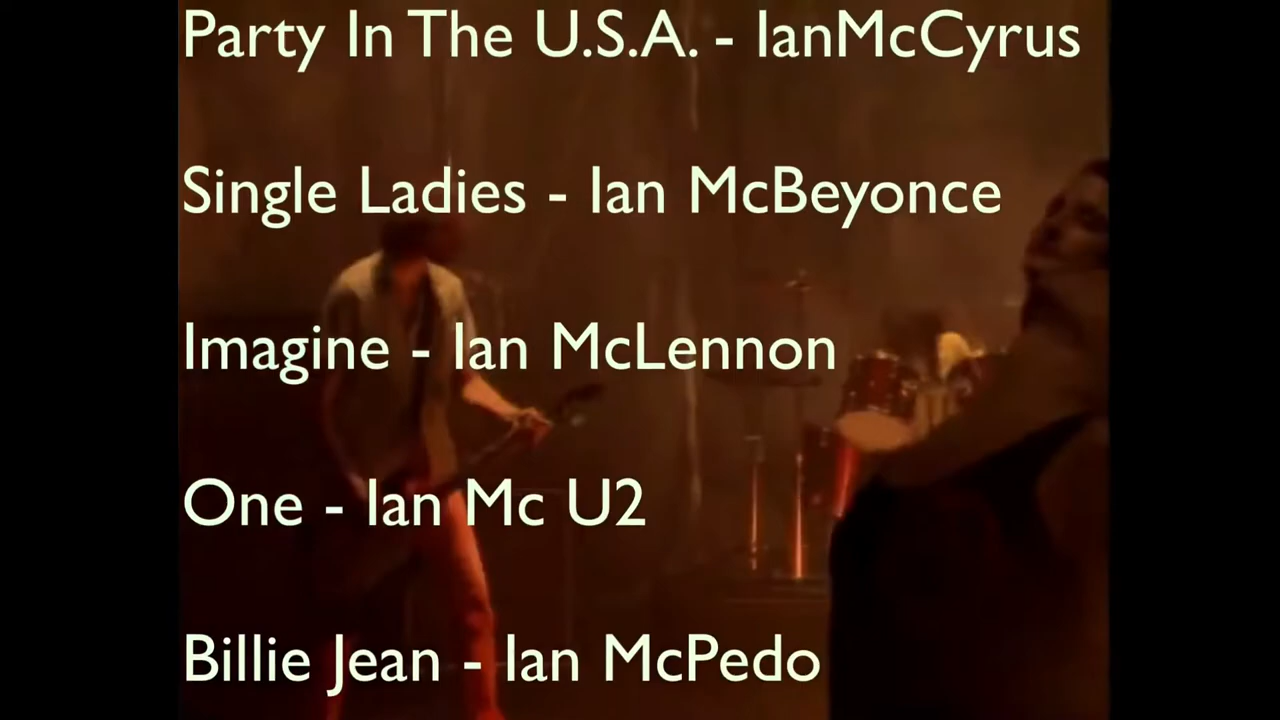 Party In The U.S.A. - IanMcCyrus
Single Ladies - Ian McBeyonce
Imagine - Ian McLennon
One - Ian Mc U2
Billie Jean - Ian McPedo